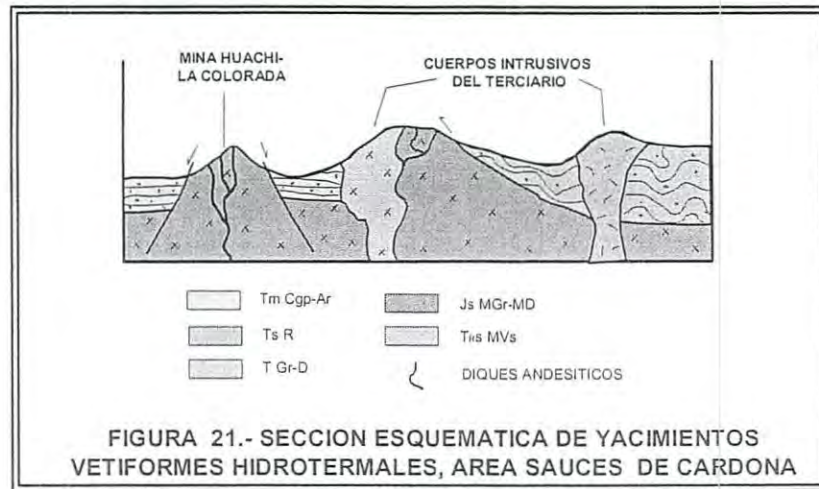 MINA HUACHI-
LA COLORADA
CUERPOS INTRUSIVOS
DEL TERCIARIO
Tm Cgp-Ar
Ts R
T Gr-D
Js MGr-MD
TRs MVs
DIQUES ANDESITICOS
FIGURA 21.- SECCION ESQUEMATICA DE YACIMIENTOS
VETIFORMES HIDROTERMALES, AREA SAUCES DE CARDONA